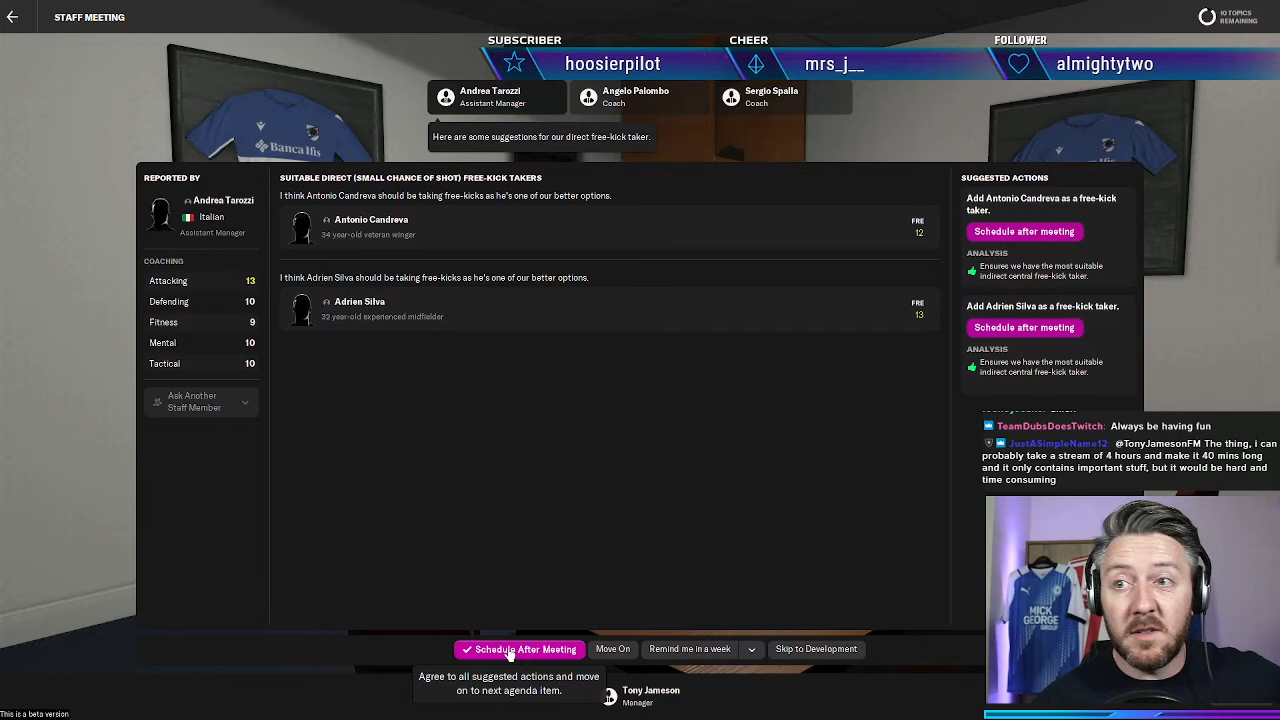 STAFF MEETING
10 TOPICS
REMAINING
SUBSCRIBER
CHEER
FOLLOWER
hoosierpilot
mrs_j__
almightytwo
Andrea Tarozzi
Assistant Manager
Angelo Palombo
Coach
Sergio Spalla
Coach
Here are some suggestions for our direct free-kick taker.
Banca Ifis
REPORTED BY
Andrea Tarozzi
Italian
Assistant Manager
COACHING
Attacking 13
Defending 10
Fitness 9
Mental 10
Tactical 10
Ask Another
Staff Member
SUITABLE DIRECT (SMALL CHANCE OF SHOT) FREE-KICK TAKERS
I think Antonio Candreva should be taking free-kicks as he's one of our better options.
Antonio Candreva
34 year-old veteran winger
FRE
12
I think Adrien Silva should be taking free-kicks as he's one of our better options.
Adrien Silva
32 year-old experienced midfielder
FRE
13
SUGGESTED ACTIONS
Add Antonio Candreva as a free-kick
taker.
Schedule after meeting
ANALYSIS
Ensures we have the most suitable
indirect central free-kick taker.
Add Adrien Silva as a free-kick taker.
Schedule after meeting
ANALYSIS
Ensures we have the most suitable
indirect central free-kick taker.
TeamDubsDoesTwitch: Always be having fun
JustASimpleName12: @TonyJamesonFM The thing, i can
probably take a stream of 4 hours and make it 40 mins long
and it only contains important stuff, but it would be hard and
time consuming
MICK
GEORGE
GROUP
Schedule After Meeting
Move On
Remind me in a week
Skip to Development
Agree to all suggested actions and move
on to next agenda item.
Tony Jameson
Manager
This is a beta version